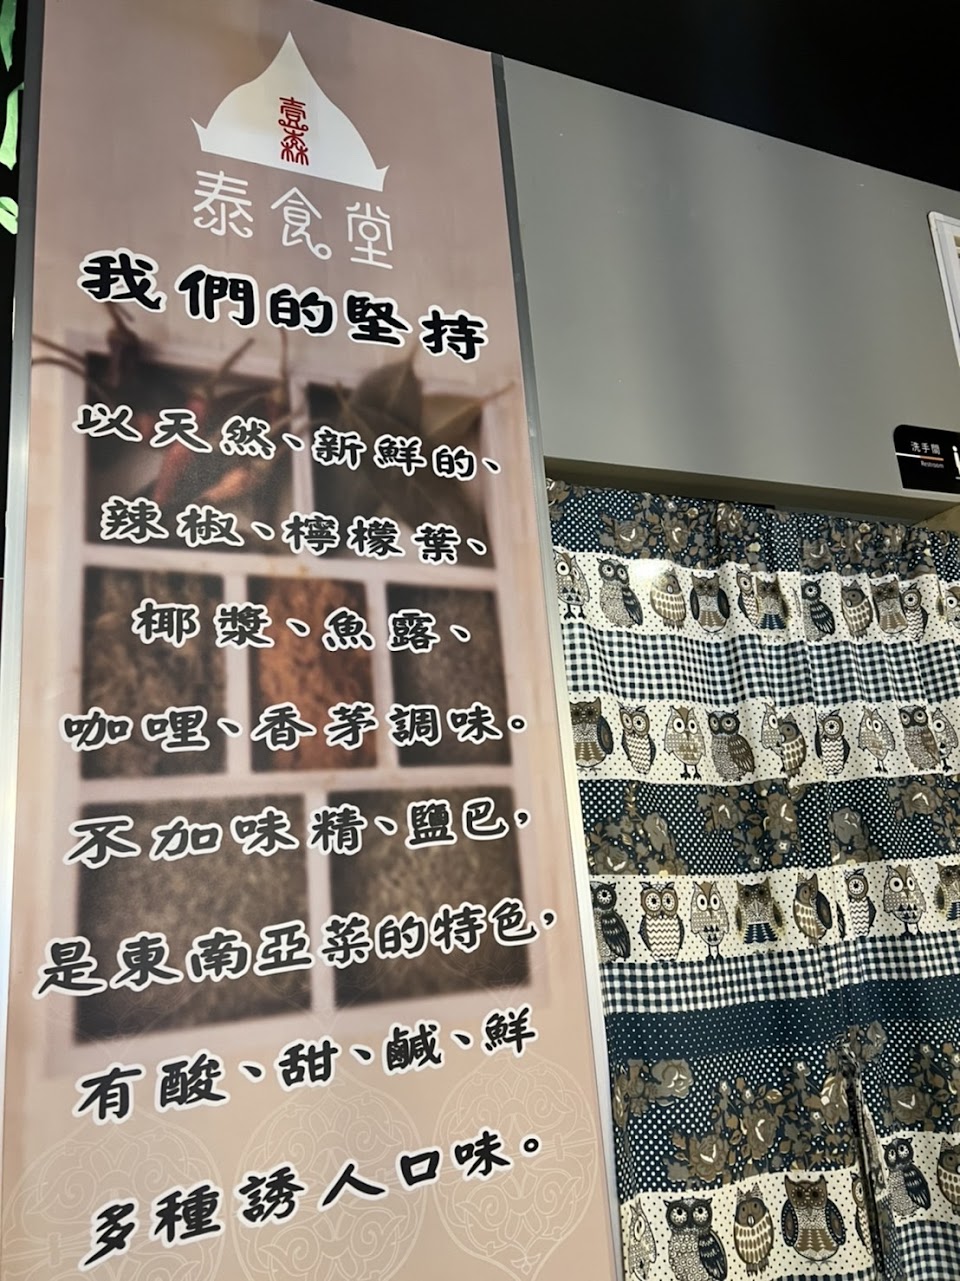 壹森
泰食堂
我們的堅持
以天然、新鮮的、
辣椒、檸檬葉、
椰漿、魚露、
咖哩、香茅調味。
不加味精、鹽巴，
是東南亞菜的特色，
有酸、甜、鹹、鮮
多種誘人口味。
洗手間
Restroom